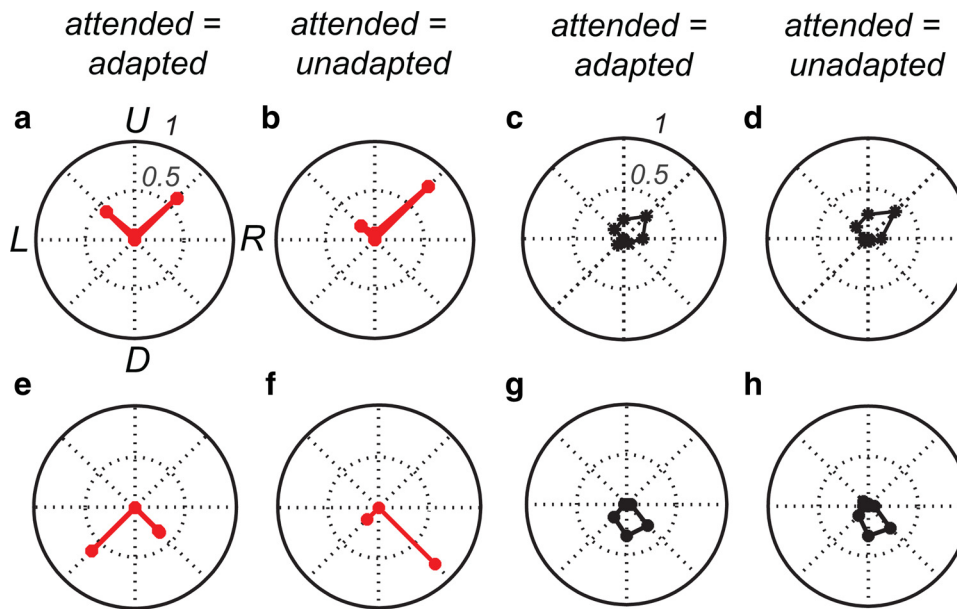 attended = adapted
attended = unadapted
attended = adapted
attended = unadapted
a
b
c
d
U
1
0.5
L
R
D
1
0.5
e
f
g
h